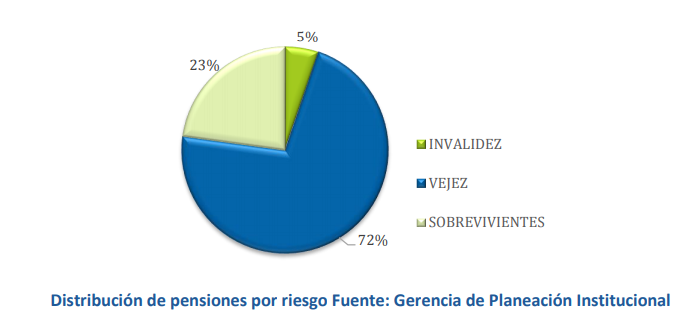 5%
23%
INVALIDEZ
VEJEZ
SOBREVIVIENTES
72%
Distribución de pensiones por riesgo Fuente: Gerencia de Planeación Institucional